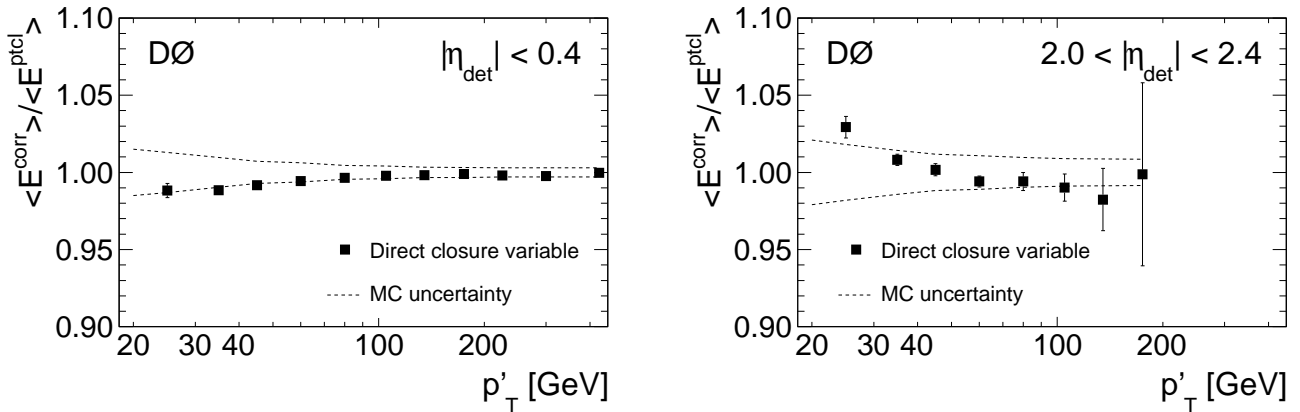 <E^corr>/<E^ptcl>
1.10
1.05
1.00
0.95
0.90
DØ
|η_det| < 0.4
Direct closure variable
MC uncertainty
20 30 40 100 200
p'_T [GeV]
<E^corr>/<E^ptcl>
1.10
1.05
1.00
0.95
0.90
DØ
2.0 < |η_det| < 2.4
Direct closure variable
MC uncertainty
20 30 40 100 200
p'_T [GeV]